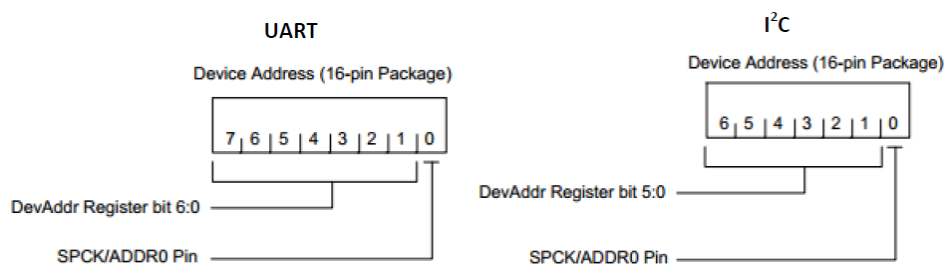 UART
Device Address (16-pin Package)
7 6 5 4 3 2 1 0
DevAddr Register bit 6:0
SPCK/ADDR0 Pin
I²C
Device Address (16-pin Package)
6 5 4 3 2 1 0
DevAddr Register bit 5:0
SPCK/ADDR0 Pin